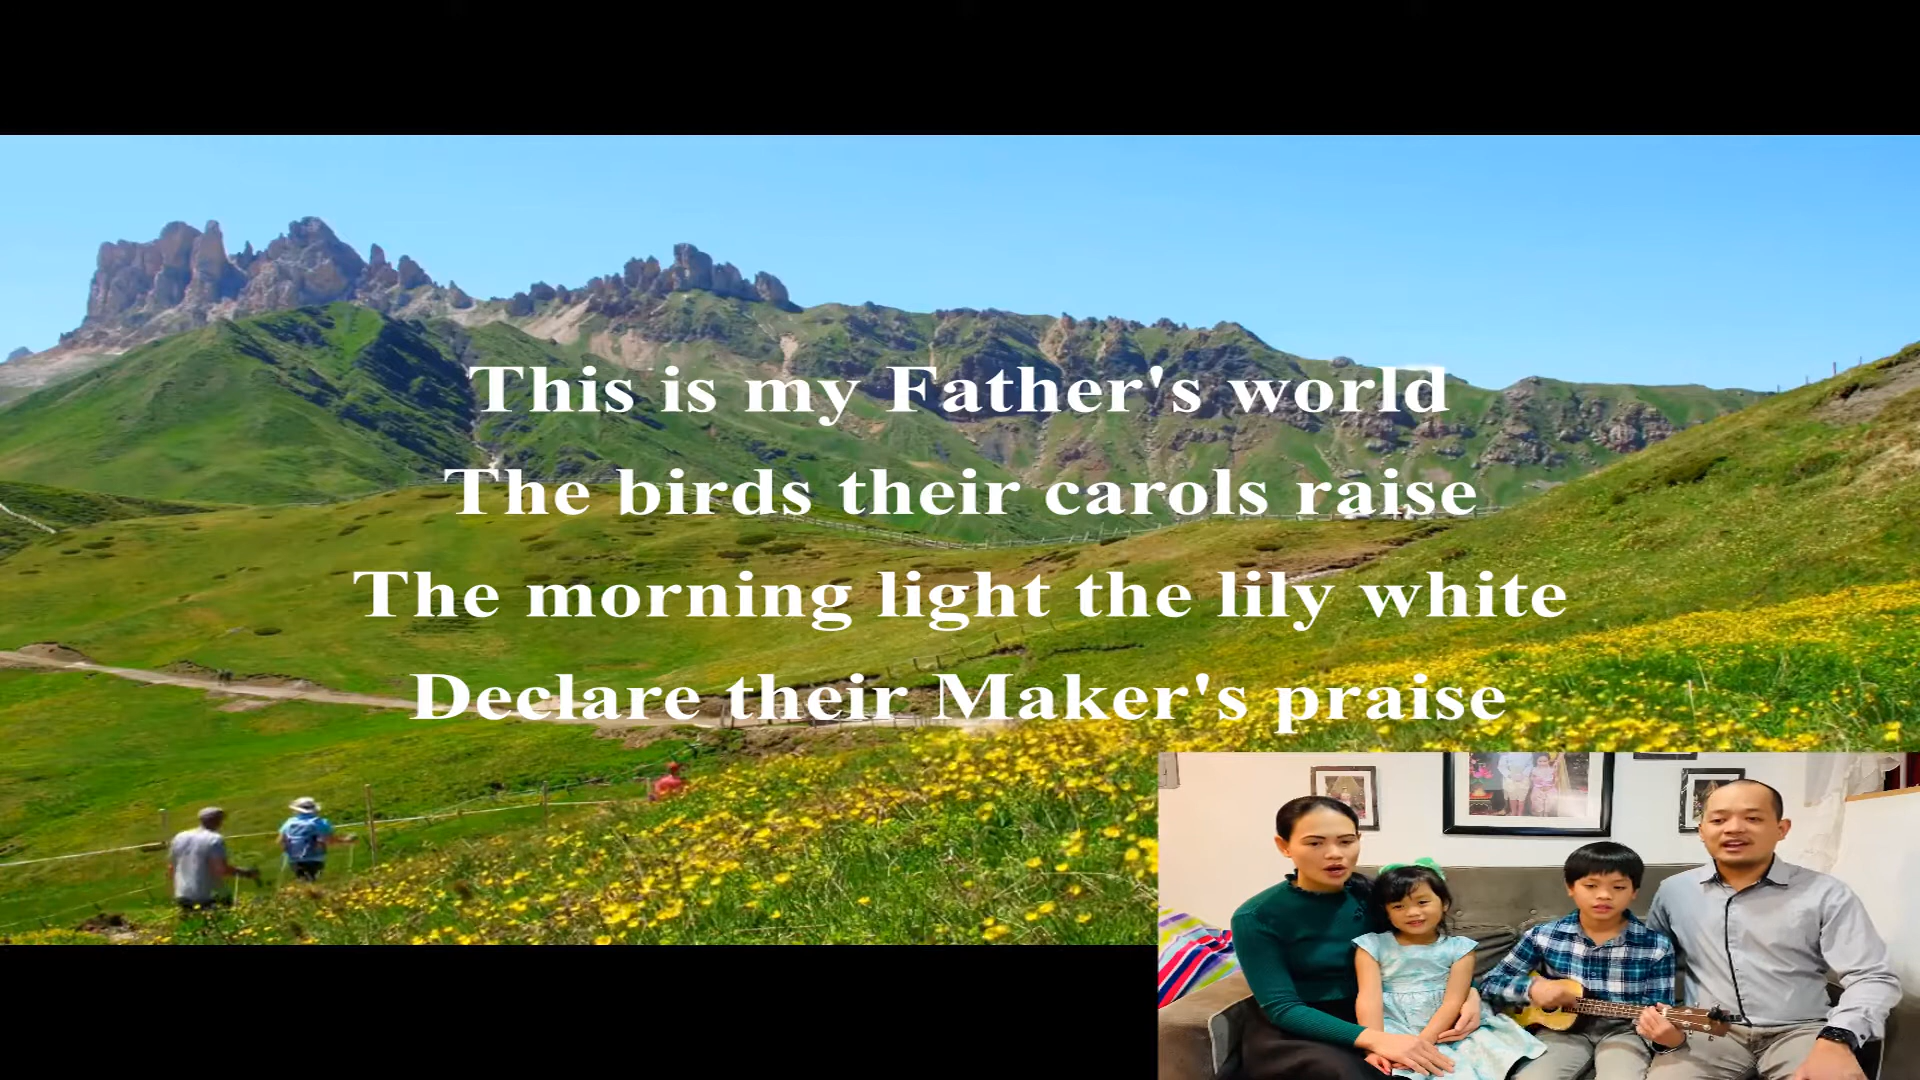 This is my Father's world
The birds their carols raise
The morning light the lily white
Declare their Maker's praise